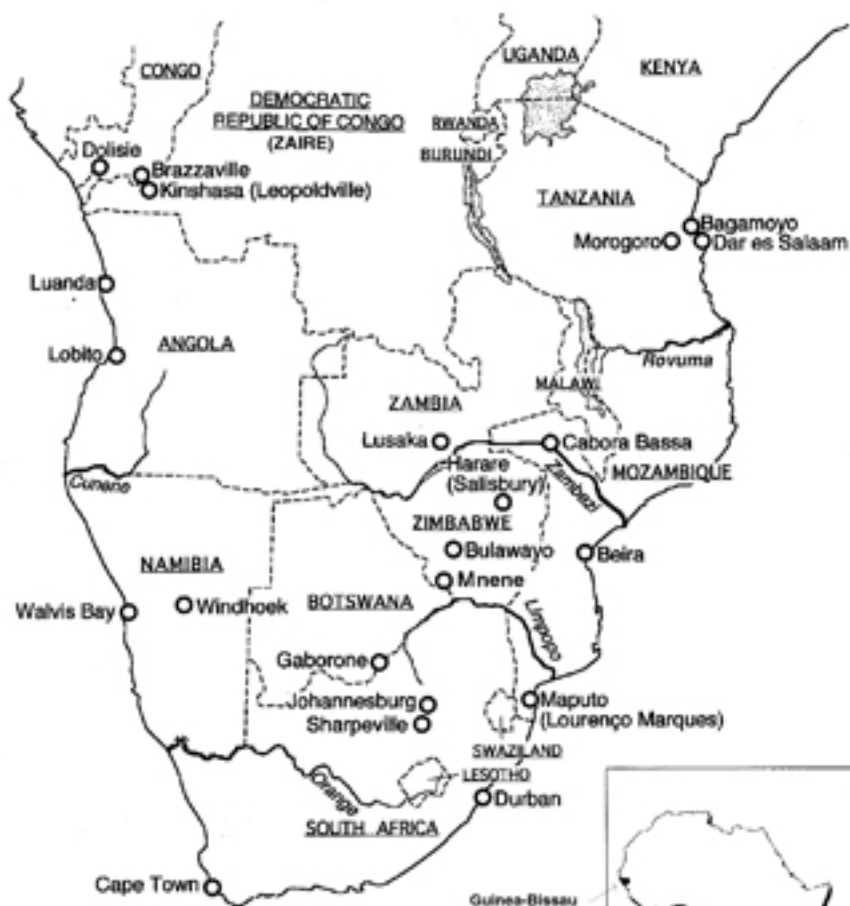 UGANDA
KENYA
CONGO
DEMOCRATIC
REPUBLIC OF CONGO
(ZAIRE)
RWANDA
BURUNDI
Dolisie
Brazzaville
Kinshasa (Leopoldville)
TANZANIA
Bagamoyo
Morogoro
Dar es Salaam
Luanda
Lobito
ANGOLA
Rovuma
MALAWI
ZAMBIA
Lusaka
Cabora Bassa
Harare
(Salisbury)
MOZAMBIQUE
Zambezi
Cunene
ZIMBABWE
Bulawayo
Beira
NAMIBIA
Mnene
Walvis Bay
Windhoek
BOTSWANA
Limpopo
Gaborone
Johannesburg
Sharpeville
Maputo
(Lourenço Marques)
SWAZILAND
LESOTHO
Orange
Durban
SOUTH AFRICA
Cape Town
Guinea-Bissau